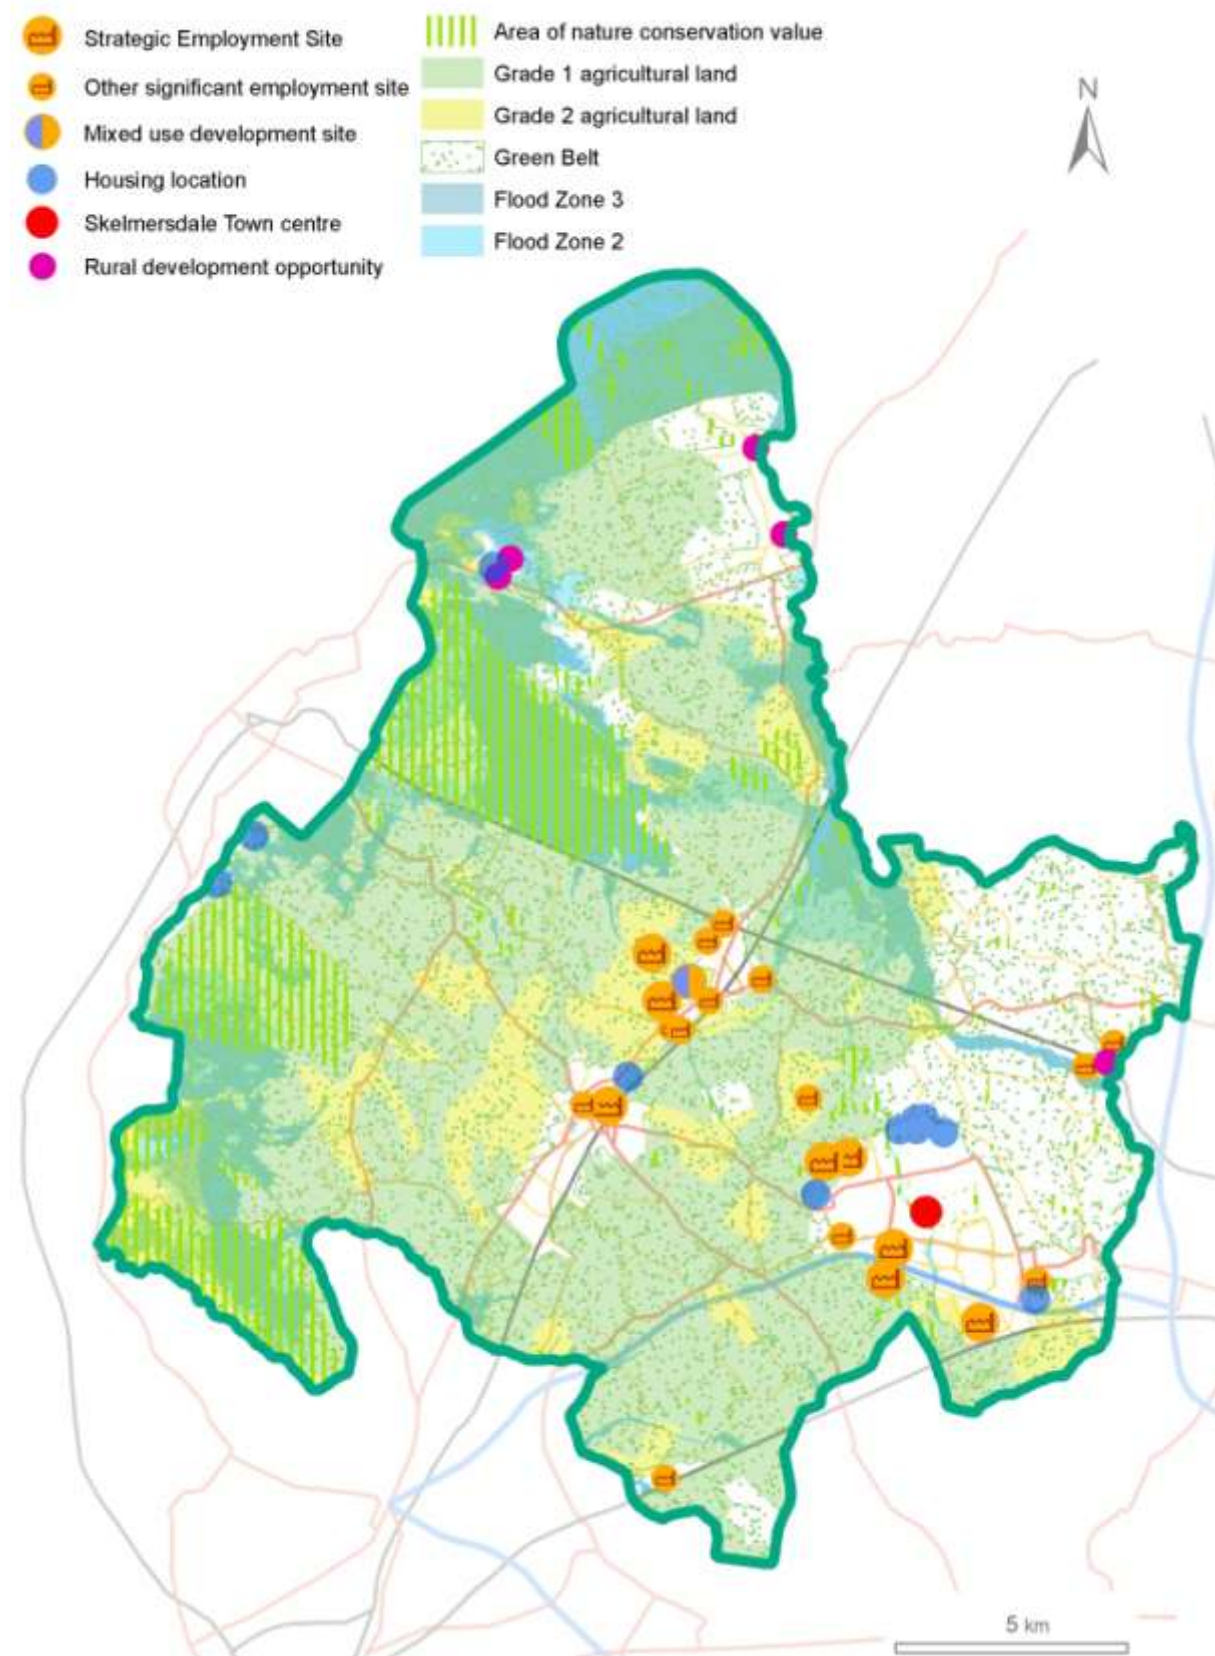 Strategic Employment Site
Other significant employment site
Mixed use development site
Housing location
Skelmersdale Town centre
Rural development opportunity
Area of nature conservation value
Grade 1 agricultural land
Grade 2 agricultural land
Green Belt
Flood Zone 3
Flood Zone 2
N
5 km